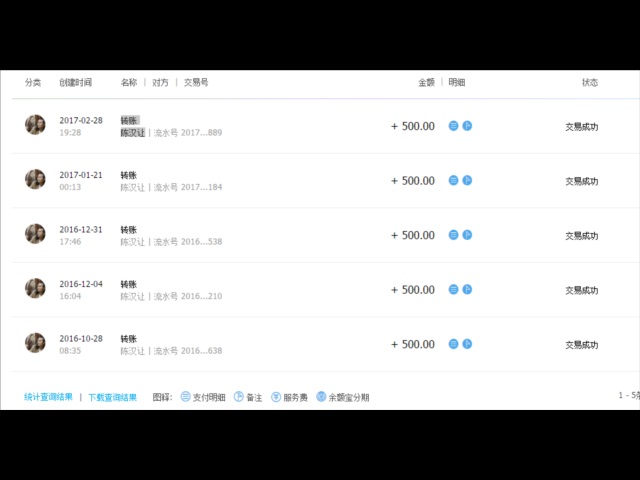 分类 创建时间 名称 | 对方 | 交易号 金额 | 明细 状态
2017-02-28 转账 + 500.00 交易成功
19:28 陈汉让 | 流水号 2017...889
2017-01-21 转账 + 500.00 交易成功
00:13 陈汉让 | 流水号 2017...184
2016-12-31 转账 + 500.00 交易成功
17:46 陈汉让 | 流水号 2016...538
2016-12-04 转账 + 500.00 交易成功
16:04 陈汉让 | 流水号 2016...210
2016-10-28 转账 + 500.00 交易成功
08:35 陈汉让 | 流水号 2016...638
统计查询结果 | 下载查询结果 图释: 支付明细 备注 服务费 余额宝分期 1 - 5条